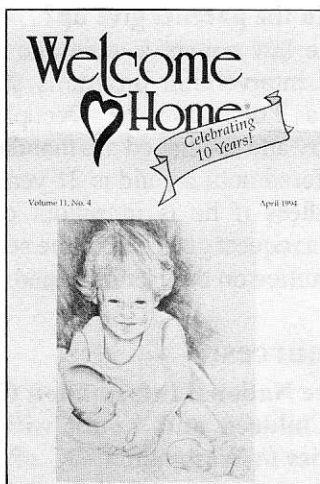 Welcome
Home®
Celebrating
10 Years!
Volume 11, No. 4
April 1994